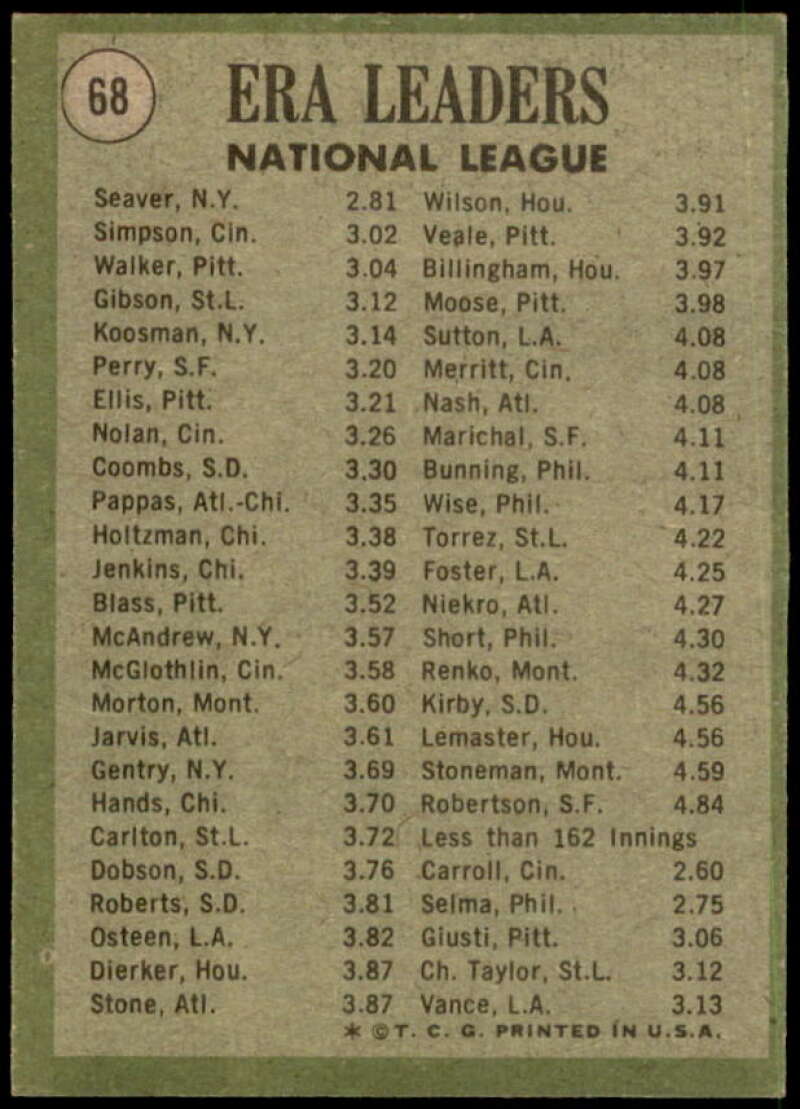 68
ERA LEADERS
NATIONAL LEAGUE
Seaver, N.Y. 2.81
Simpson, Cin. 3.02
Walker, Pitt. 3.04
Gibson, St.L. 3.12
Koosman, N.Y. 3.14
Perry, S.F. 3.20
Ellis, Pitt. 3.21
Nolan, Cin. 3.26
Coombs, S.D. 3.30
Pappas, Atl.-Chi. 3.35
Holtzman, Chi. 3.38
Jenkins, Chi. 3.39
Blass, Pitt. 3.52
McAndrew, N.Y. 3.57
McGlothlin, Cin. 3.58
Morton, Mont. 3.60
Jarvis, Atl. 3.61
Gentry, N.Y. 3.69
Hands, Chi. 3.70
Carlton, St.L. 3.72
Dobson, S.D. 3.76
Roberts, S.D. 3.81
Osteen, L.A. 3.82
Dierker, Hou. 3.87
Stone, Atl. 3.87
Wilson, Hou. 3.91
Veale, Pitt. 3.92
Billingham, Hou. 3.97
Moose, Pitt. 3.98
Sutton, L.A. 4.08
Merritt, Cin. 4.08
Nash, Atl. 4.08
Marichal, S.F. 4.11
Bunning, Phil. 4.11
Wise, Phil. 4.17
Torrez, St.L. 4.22
Foster, L.A. 4.25
Niekro, Atl. 4.27
Short, Phil. 4.30
Renko, Mont. 4.32
Kirby, S.D. 4.56
Lemaster, Hou. 4.56
Stoneman, Mont. 4.59
Robertson, S.F. 4.84
Less than 162 Innings
Carroll, Cin. 2.60
Selma, Phil. 2.75
Giusti, Pitt. 3.06
Ch. Taylor, St.L. 3.12
Vance, L.A. 3.13
* ©T. C. G. PRINTED IN U.S.A.